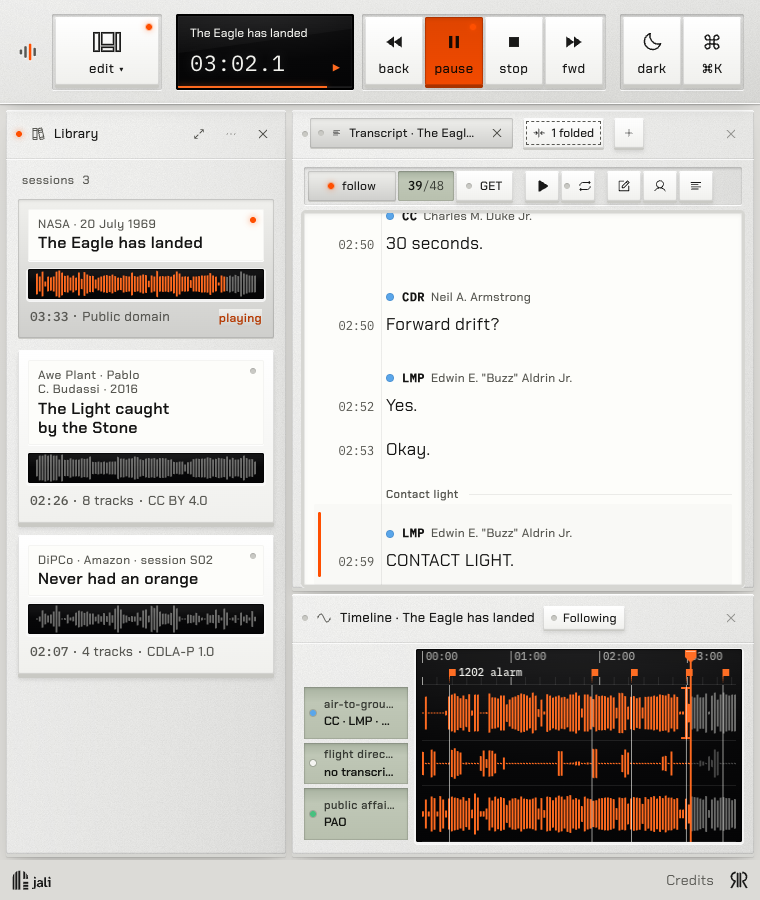 edit
The Eagle has landed
03:02.1
back
pause
stop
fwd
dark
⌘K
Library
sessions 3
NASA · 20 July 1969
The Eagle has landed
03:33 · Public domain
playing
Awe Plant · Pablo
C. Budassi · 2016
The Light caught
by the Stone
02:26 · 8 tracks · CC BY 4.0
DiPCo · Amazon · session S02
Never had an orange
02:07 · 4 tracks · CDLA-P 1.0
Transcript · The Eagl...
1 folded
follow
39/48
GET
CC Charles M. Duke Jr.
02:50 30 seconds.
CDR Neil A. Armstrong
02:50 Forward drift?
LMP Edwin E. "Buzz" Aldrin Jr.
02:52 Yes.
02:53 Okay.
Contact light
LMP Edwin E. "Buzz" Aldrin Jr.
02:59 CONTACT LIGHT.
Timeline · The Eagle has landed
Following
00:00 01:00 02:00 3:00
1202 alarm
air-to-grou...
CC · LMP · ...
flight direc...
no transcri...
public affai...
PAO
jali
Credits